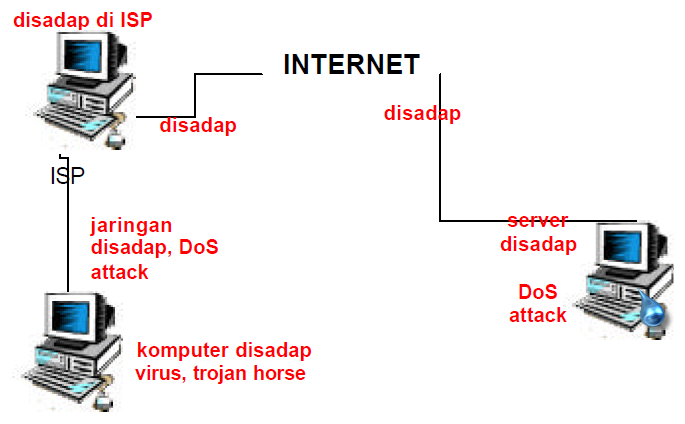 disadap di ISP
INTERNET
disadap
disadap
ISP
jaringan
disadap, DoS
attack
server
disadap
DoS
attack
komputer disadap
virus, trojan horse